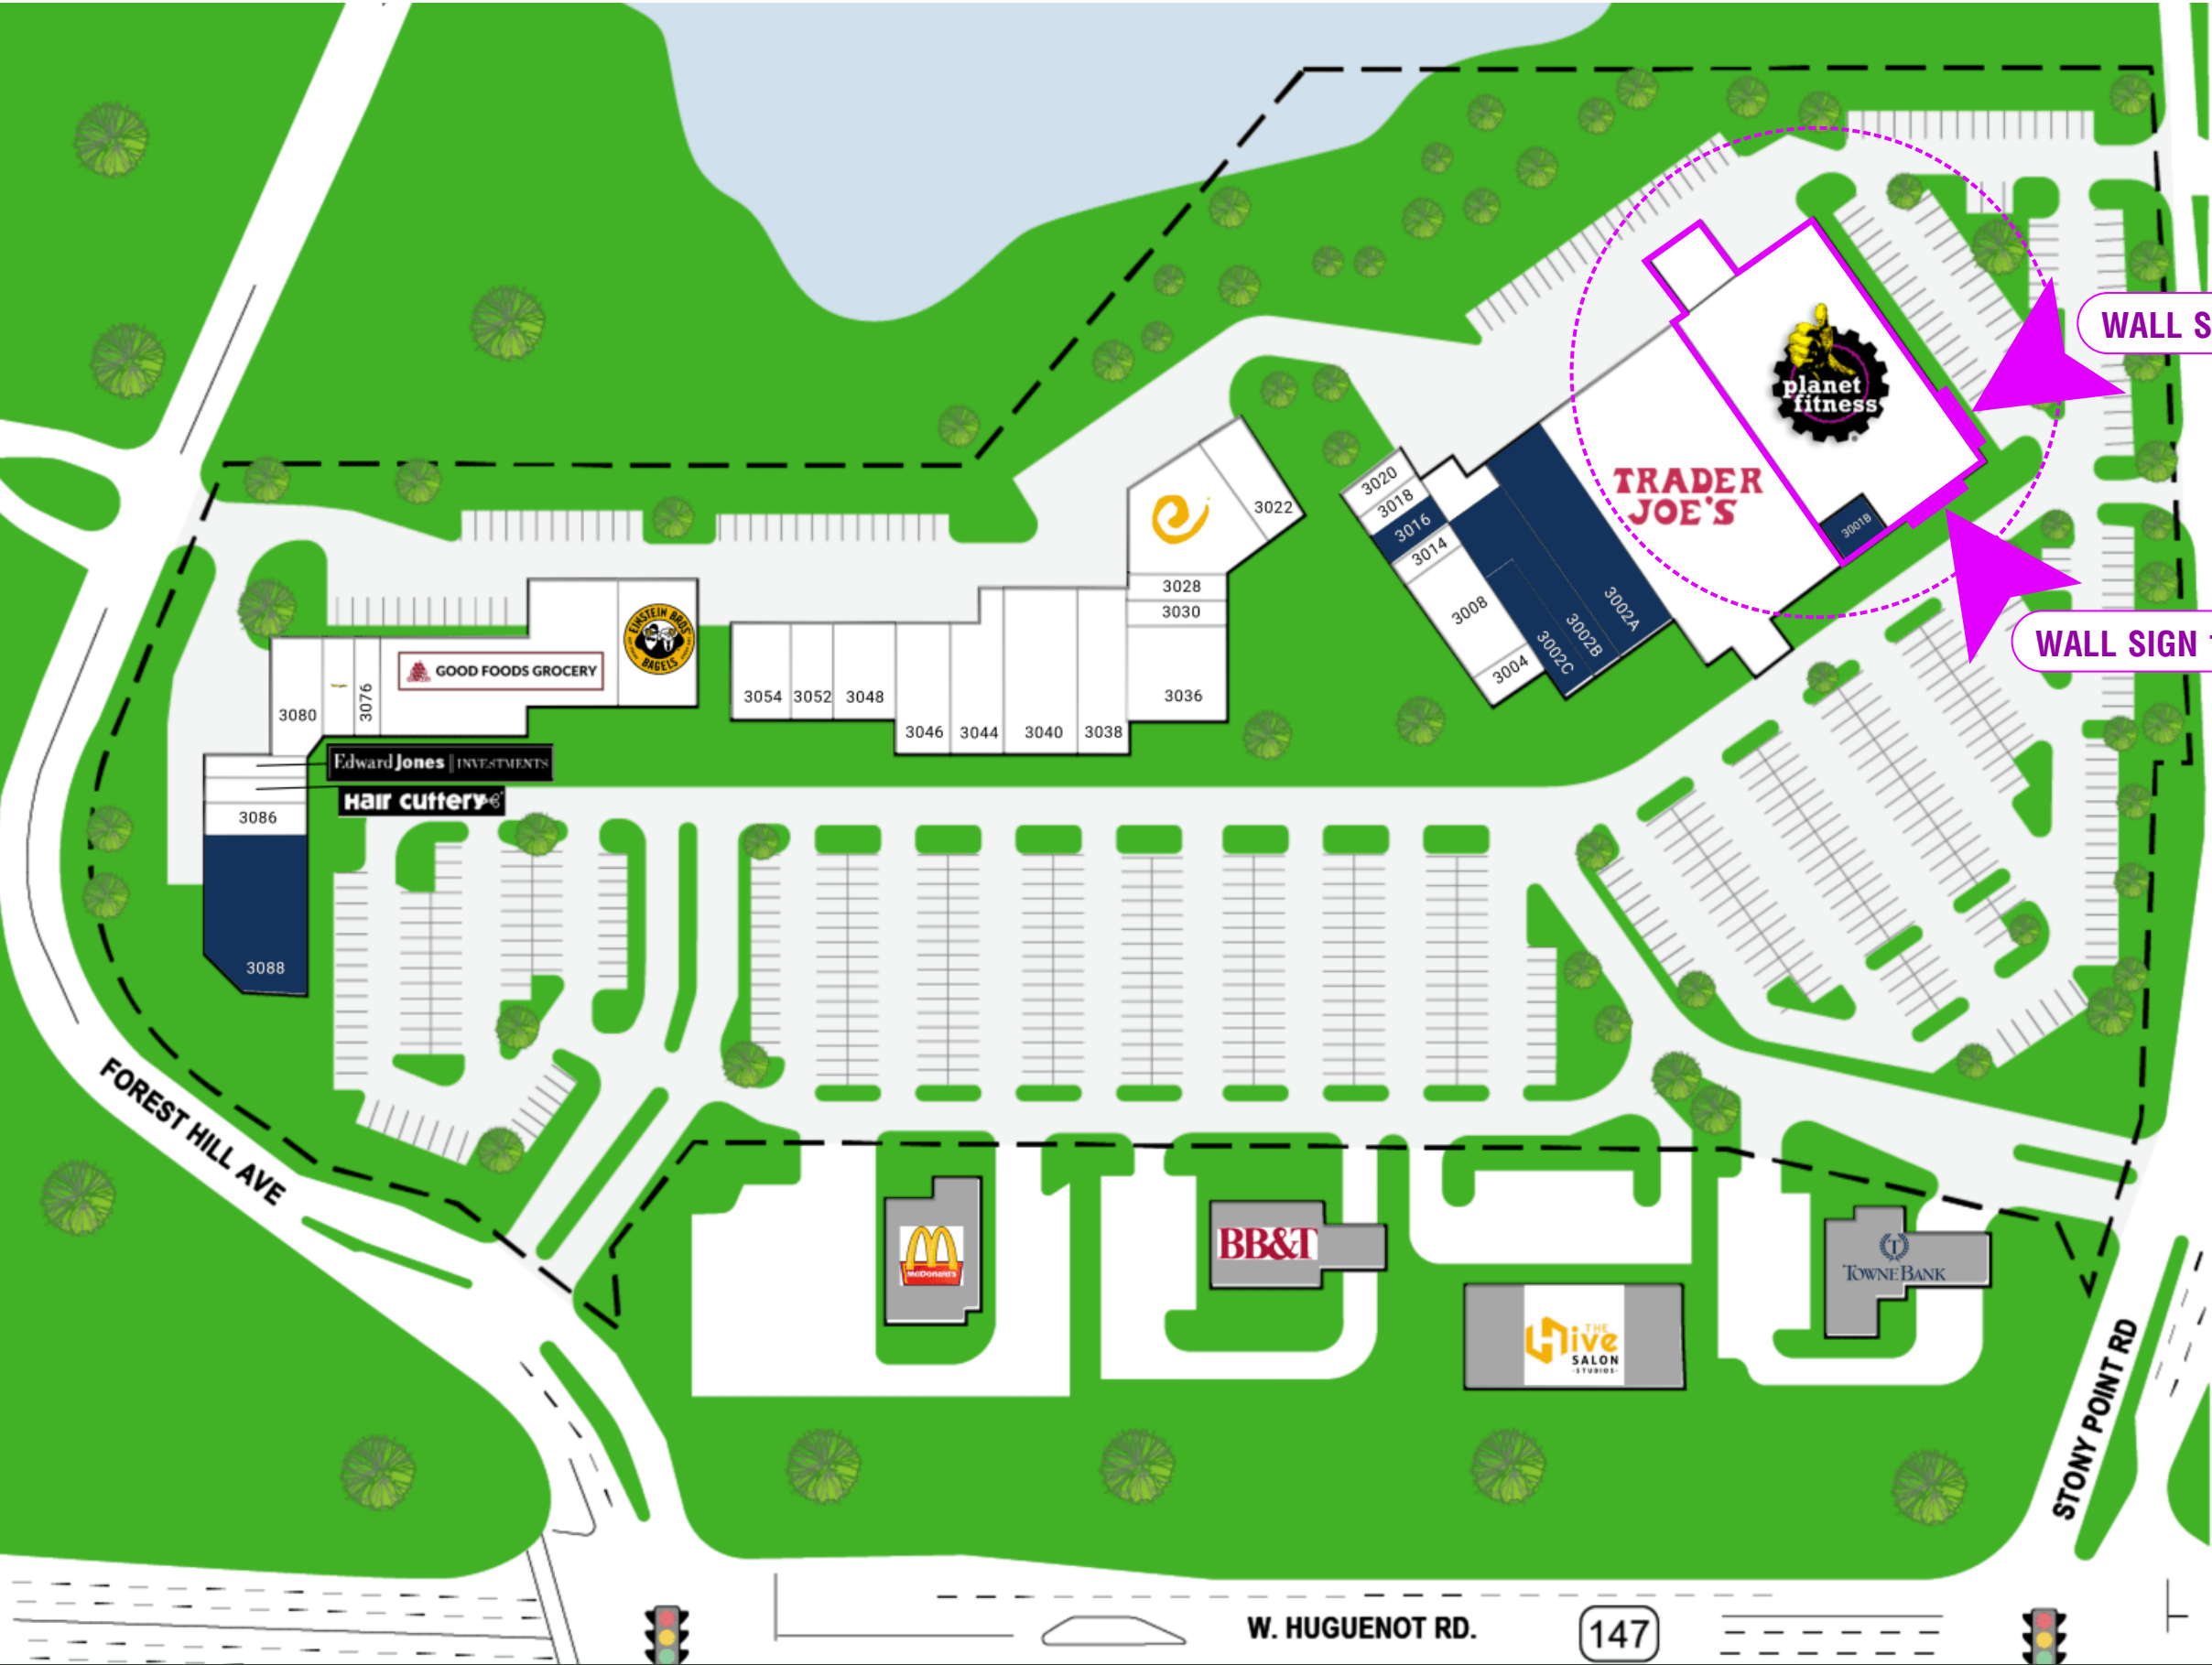 WALL S
planet
fitness
TRADER
JOE'S
3001B
3020
3018
3016
3014
3008
3004
3002C
3002B
3002A
3022
3028
3030
3036
EINSTEIN BROS
BAGELS
GOOD FOODS GROCERY
3080
3076
3054
3052
3048
3046
3044
3040
3038
WALL SIGN
Edward Jones INVESTMENTS
Hair cuttery
3086
3088
FOREST HILL AVE
McDonald's
BB&T
THE
Hive
SALON
-STUDIOS-
T
TOWNE BANK
STONY POINT RD
W. HUGUENOT RD.
147